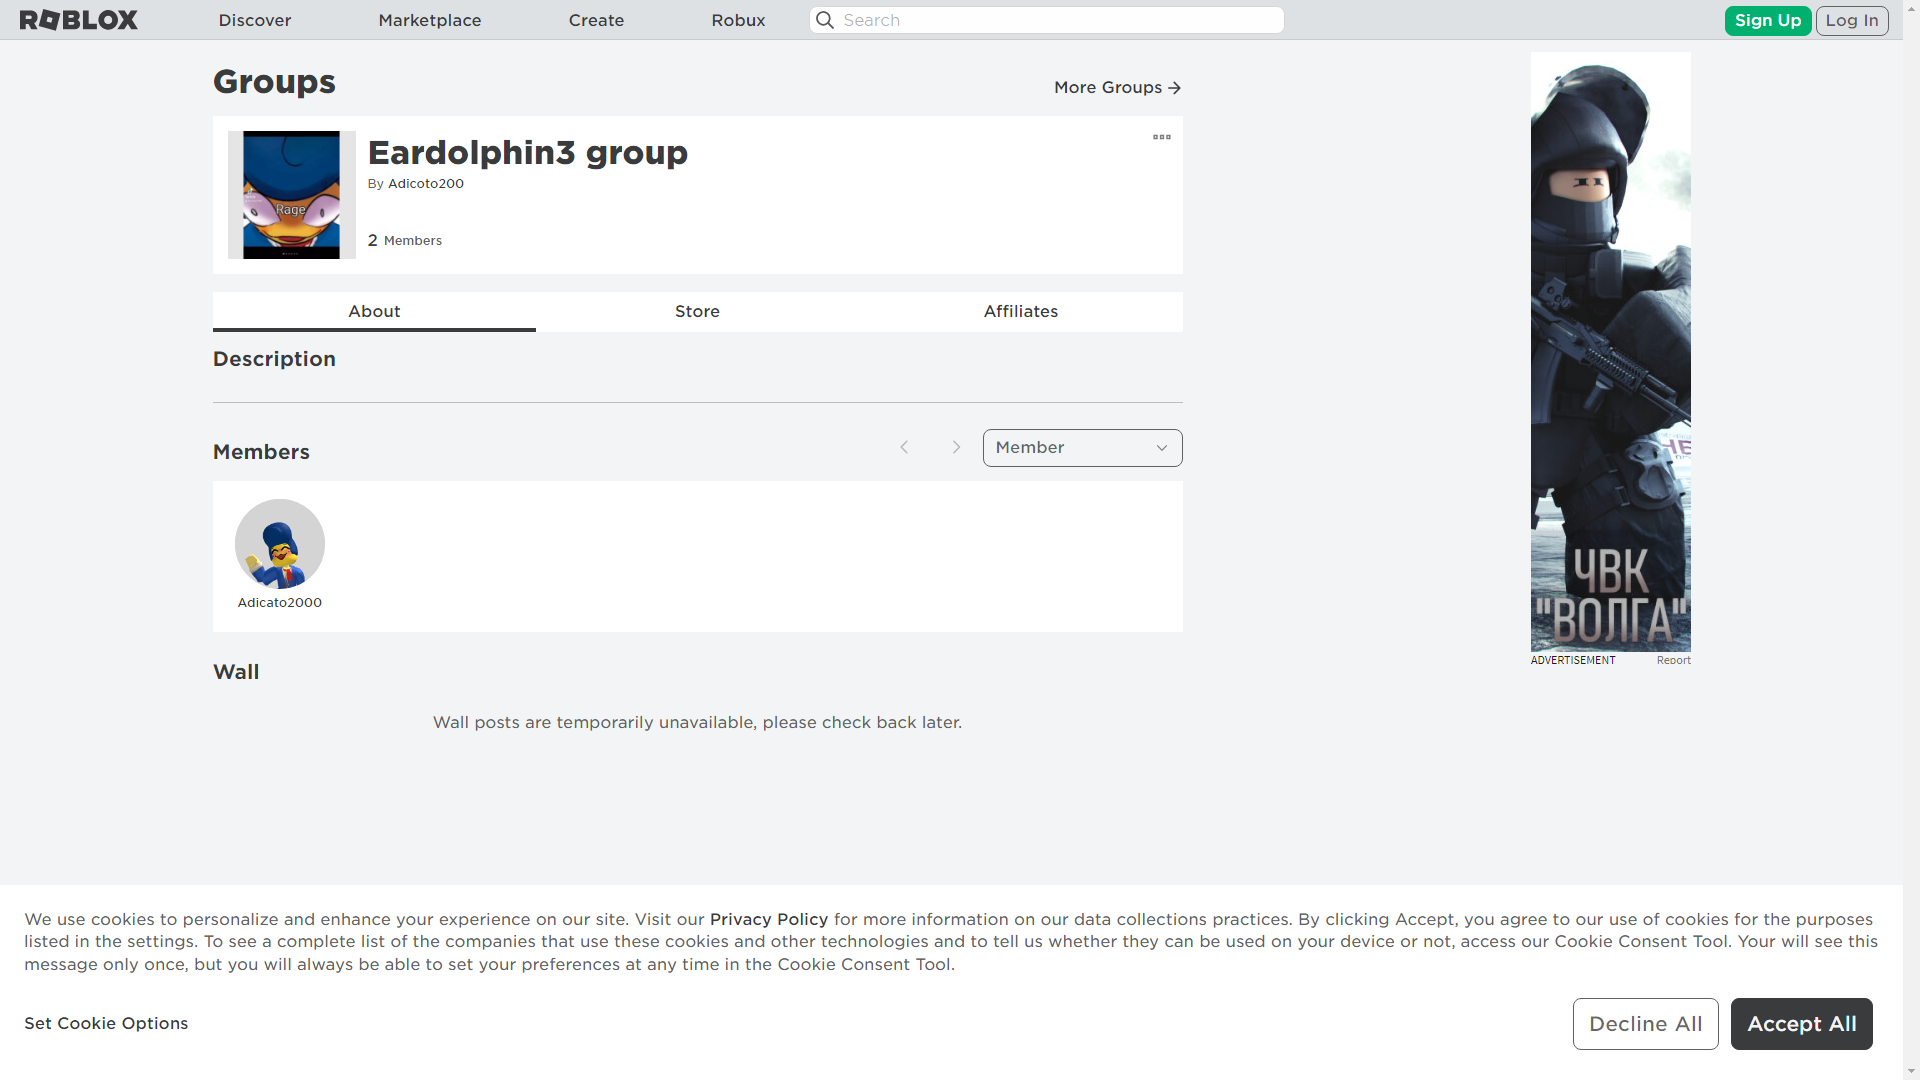 ROBLOX
Discover
Marketplace
Create
Robux
Search
Sign Up
Log In
Groups
More Groups
Rage
Eardolphin3 group
By Adicoto200
2 Members
About
Store
Affiliates
Description
Members
Member
Adicato2000
Wall
Wall posts are temporarily unavailable, please check back later.
ЧВК
"ВОЛГА"
ADVERTISEMENT
Report
We use cookies to personalize and enhance your experience on our site. Visit our Privacy Policy for more information on our data collections practices. By clicking Accept, you agree to our use of cookies for the purposes
listed in the settings. To see a complete list of the companies that use these cookies and other technologies and to tell us whether they can be used on your device or not, access our Cookie Consent Tool. Your will see this
message only once, but you will always be able to set your preferences at any time in the Cookie Consent Tool.
Set Cookie Options
Decline All
Accept All